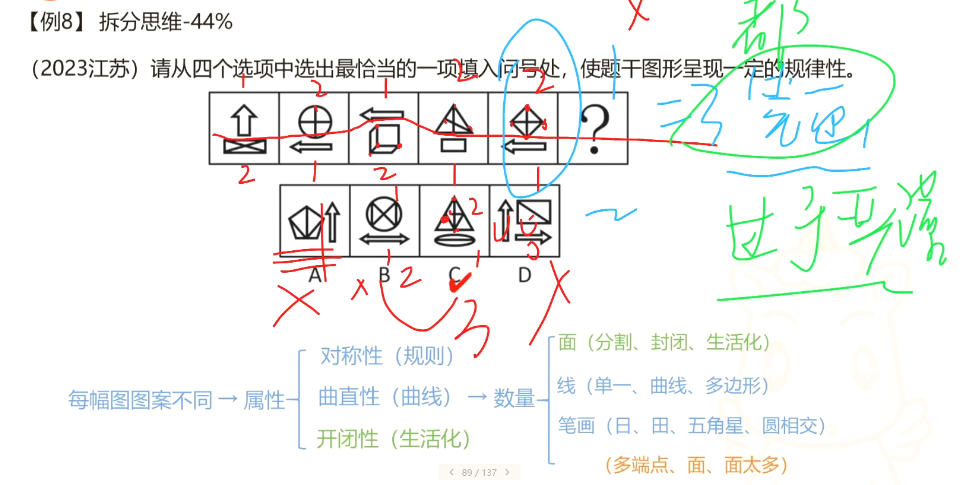 【例8】 拆分思维-44%
（2023江苏）请从四个选项中选出最恰当的一项填入问号处，使题干图形呈现一定的规律性。
1 2 1 2 2 1
?
2 1 2 1 1
1 2
A B C D
2 3
都
过于
每幅图图案不同 → 属性
对称性（规则）
曲直性（曲线）
开闭性（生活化）
→ 数量
面（分割、封闭、生活化）
线（单一、曲线、多边形）
笔画（日、田、五角星、圆相交）
（多端点、面、面太多）
< 89 / 137 >